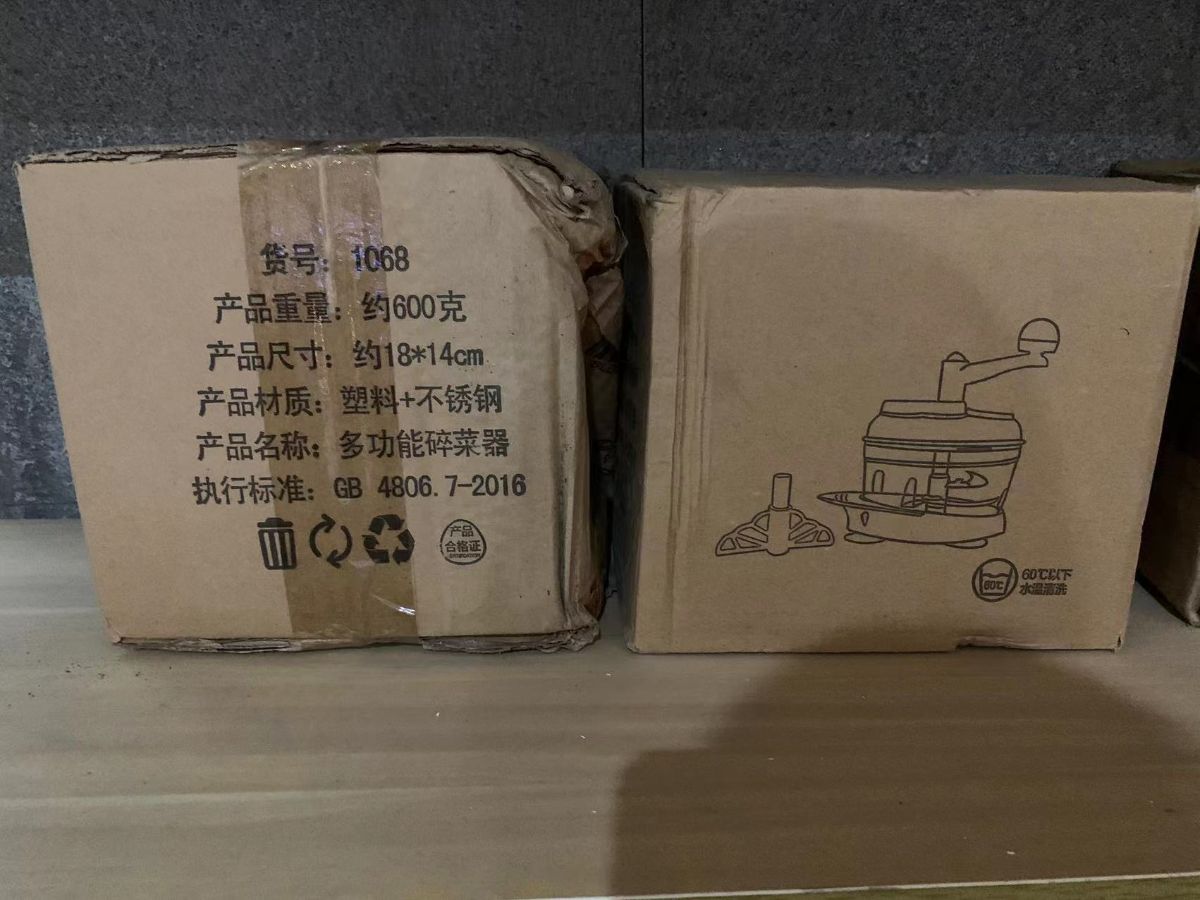 货号：1068
产品重量：约600克
产品尺寸：约18*14cm
产品材质：塑料+不锈钢
产品名称：多功能碎菜器
执行标准：GB 4806.7-2016
产品
合格证
60℃
60℃以下
水温清洗